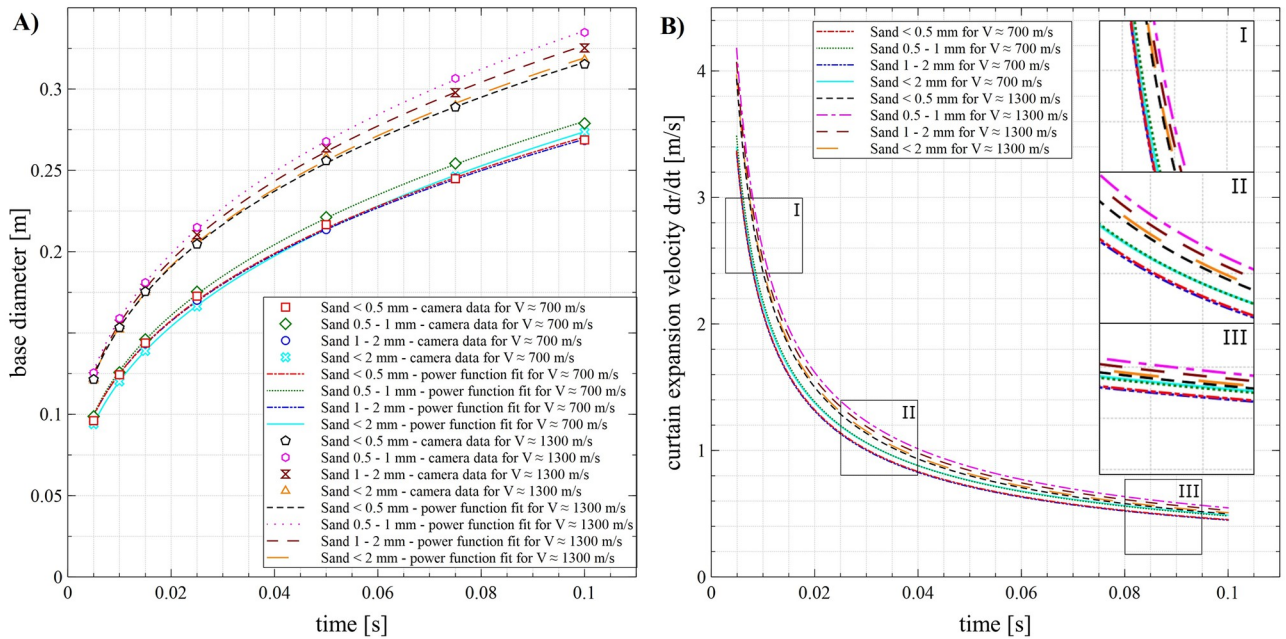 A)
base diameter [m]
0.3
0.25
0.2
0.1
0.05
0
0
0.02
0.04
0.06
0.08
0.1
time [s]
Sand < 0.5 mm - camera data for V ≈ 700 m/s
Sand 0.5 - 1 mm - camera data for V ≈ 700 m/s
Sand 1 - 2 mm - camera data for V ≈ 700 m/s
Sand < 2 mm - camera data for V ≈ 700 m/s
Sand < 0.5 mm - power function fit for V ≈ 700 m/s
Sand 0.5 - 1 mm - power function fit for V ≈ 700 m/s
Sand 1 - 2 mm - power function fit for V ≈ 700 m/s
Sand < 2 mm - power function fit for V ≈ 700 m/s
Sand < 0.5 mm - camera data for V ≈ 1300 m/s
Sand 0.5 - 1 mm - camera data for V ≈ 1300 m/s
Sand 1 - 2 mm - camera data for V ≈ 1300 m/s
Sand < 2 mm - camera data for V ≈ 1300 m/s
Sand < 0.5 mm - power function fit for V ≈ 1300 m/s
Sand 0.5 - 1 mm - power function fit for V ≈ 1300 m/s
Sand 1 - 2 mm - power function fit for V ≈ 1300 m/s
Sand < 2 mm - power function fit for V ≈ 1300 m/s
B)
curtain expansion velocity dr/dt [m/s]
4
3
2
1
0
0
0.02
0.04
0.06
0.08
0.1
time [s]
Sand < 0.5 mm for V ≈ 700 m/s
Sand 0.5 - 1 mm for V ≈ 700 m/s
Sand 1 - 2 mm for V ≈ 700 m/s
Sand < 2 mm for V ≈ 700 m/s
Sand < 0.5 mm for V ≈ 1300 m/s
Sand 0.5 - 1 mm for V ≈ 1300 m/s
Sand 1 - 2 mm for V ≈ 1300 m/s
Sand < 2 mm for V ≈ 1300 m/s
I
II
III
I
II
III